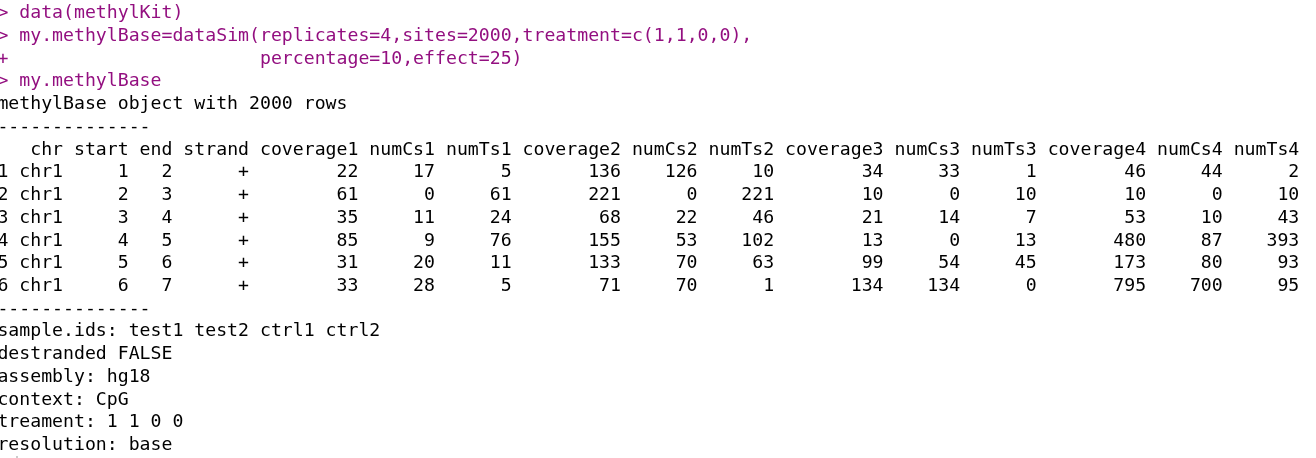 > data(methylKit)
> my.methylBase=dataSim(replicates=4,sites=2000,treatment=c(1,1,0,0),
+                       percentage=10,effect=25)
> my.methylBase
methylBase object with 2000 rows
--------------
   chr start end strand coverage1 numCs1 numTs1 coverage2 numCs2 numTs2 coverage3 numCs3 numTs3 coverage4 numCs4 numTs4
1 chr1     1   2      +        22     17      5       136    126     10        34     33      1        46     44      2
2 chr1     2   3      +        61      0     61       221      0    221        10      0     10        10      0     10
3 chr1     3   4      +        35     11     24        68     22     46        21     14      7        53     10     43
4 chr1     4   5      +        85      9     76       155     53    102        13      0     13       480     87    393
5 chr1     5   6      +        31     20     11       133     70     63        99     54     45       173     80     93
6 chr1     6   7      +        33     28      5        71     70      1       134    134      0       795    700     95
--------------
sample.ids: test1 test2 ctrl1 ctrl2
destranded FALSE
assembly: hg18
context: CpG
treament: 1 1 0 0
resolution: base